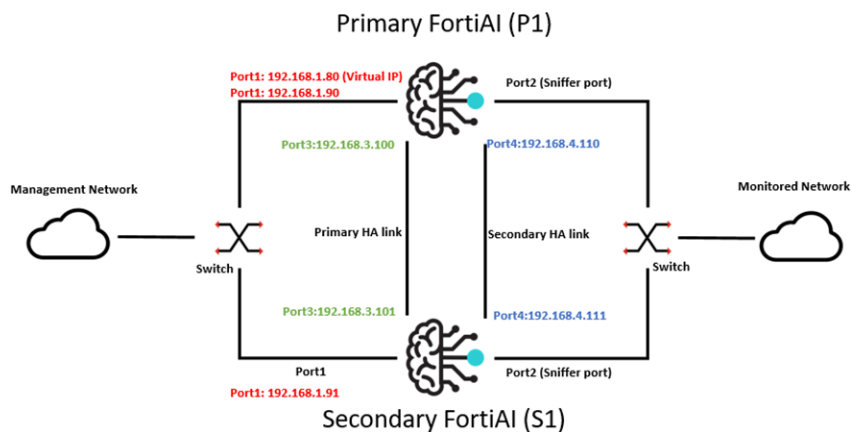 Primary FortiAI (P1)
Port1: 192.168.1.80 (Virtual IP)
Port1: 192.168.1.90
Port2 (Sniffer port)
Port3:192.168.3.100
Port4:192.168.4.110
Management Network
Monitored Network
Primary HA link
Secondary HA link
Switch
Switch
Port3:192.168.3.101
Port4:192.168.4.111
Port1
Port2 (Sniffer port)
Port1: 192.168.1.91
Secondary FortiAI (S1)